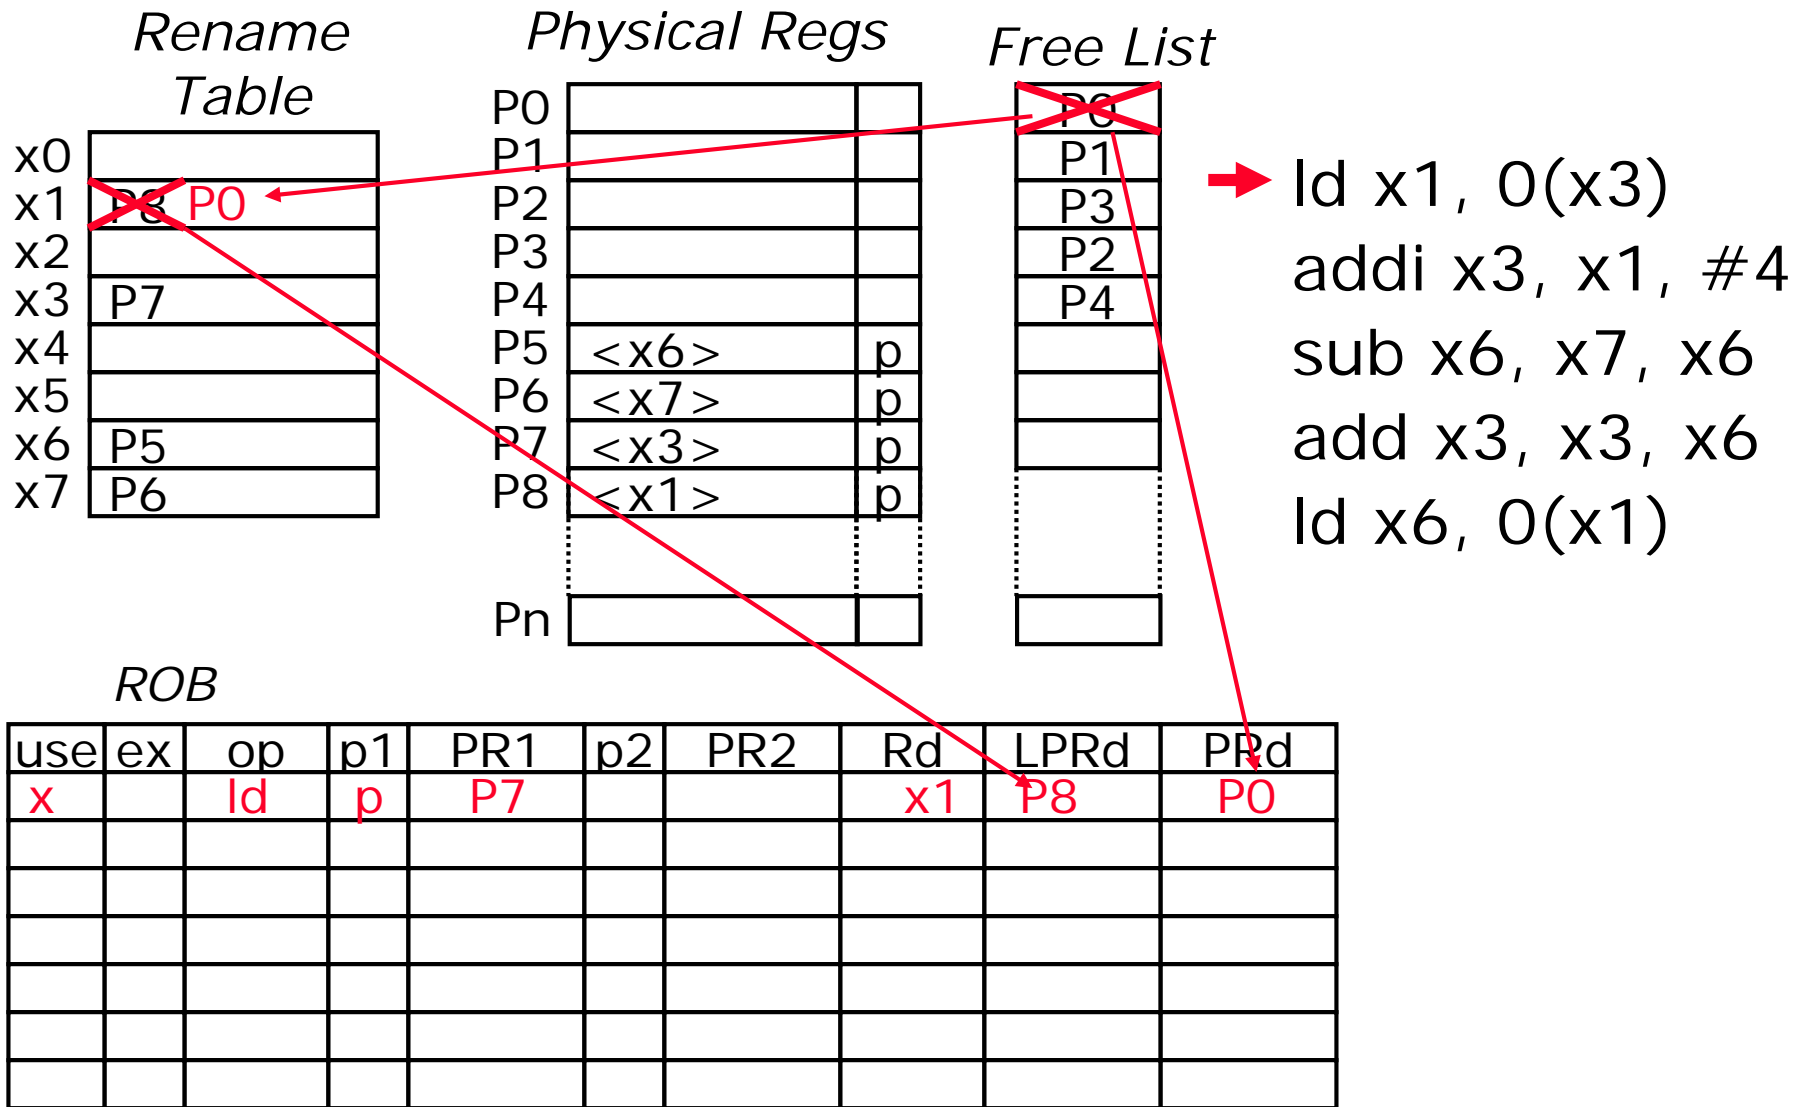 Rename
Table
Physical Regs
Free List
x0
x1 P8 P0
x2
x3 P7
x4
x5
x6 P5
x7 P6
P0
P1
P2
P3
P4
P5 <x6> p
P6 <x7> p
P7 <x3> p
P8 <x1> p
Pn
P0
P1
P3
P2
P4
ld x1, 0(x3)
addi x3, x1, #4
sub x6, x7, x6
add x3, x3, x6
ld x6, 0(x1)
ROB
use ex op p1 PR1 p2 PR2 Rd LPRd PRd
x ld p P7 x1 P8 P0